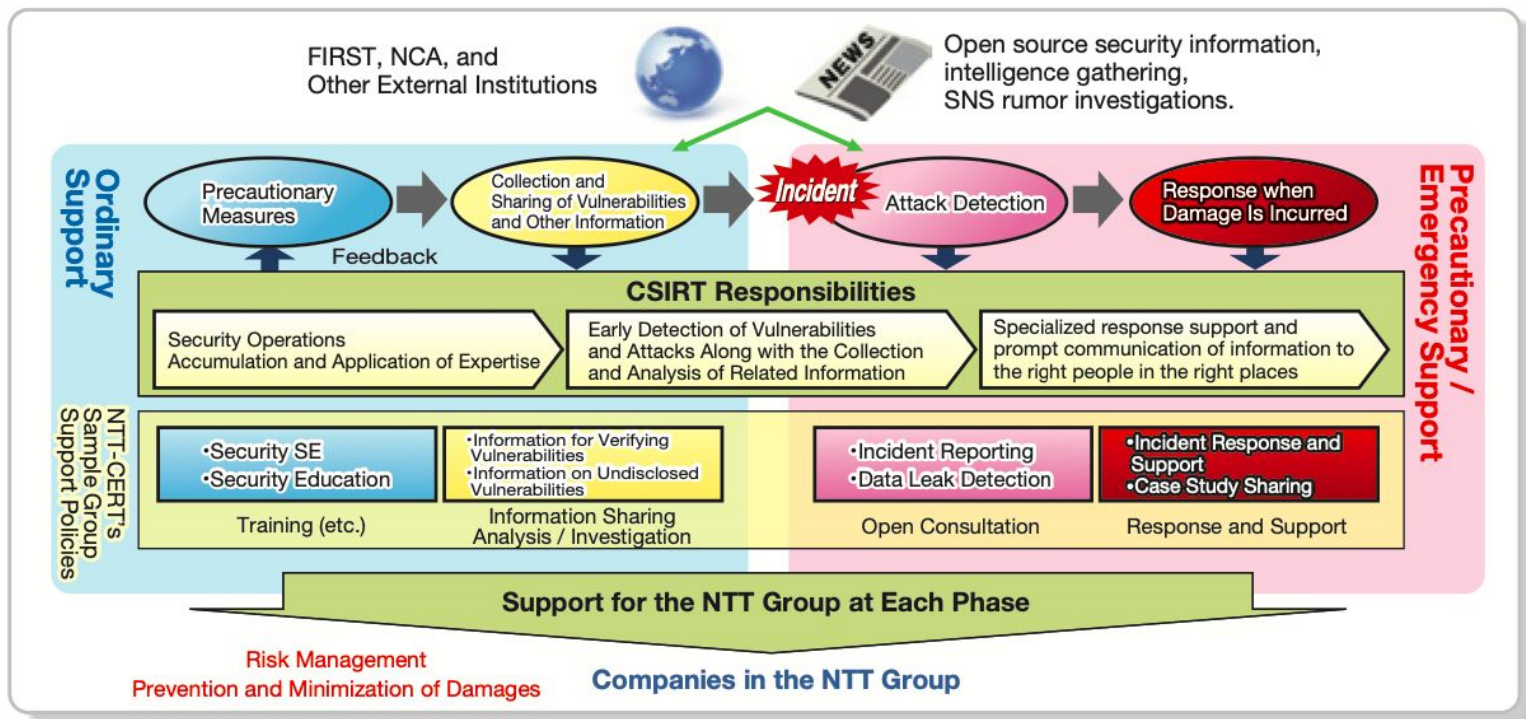 FIRST, NCA, and
Other External Institutions
NEWS
Open source security information,
intelligence gathering,
SNS rumor investigations.
Ordinary
Support
Precautionary
Measures
Collection and
Sharing of Vulnerabilities
and Other Information
Incident
Attack Detection
Response when
Damage Is Incurred
Precautionary /
Emergency Support
Feedback
CSIRT Responsibilities
Security Operations
Accumulation and Application of Expertise
Early Detection of Vulnerabilities
and Attacks Along with the Collection
and Analysis of Related Information
Specialized response support and
prompt communication of information to
the right people in the right places
NTT-CERT's
Sample Group
Support Policies
•Security SE
•Security Education
Training (etc.)
•Information for Verifying
Vulnerabilities
•Information on Undisclosed
Vulnerabilities
Information Sharing
Analysis / Investigation
•Incident Reporting
•Data Leak Detection
Open Consultation
•Incident Response and
Support
•Case Study Sharing
Response and Support
Support for the NTT Group at Each Phase
Risk Management
Prevention and Minimization of Damages
Companies in the NTT Group